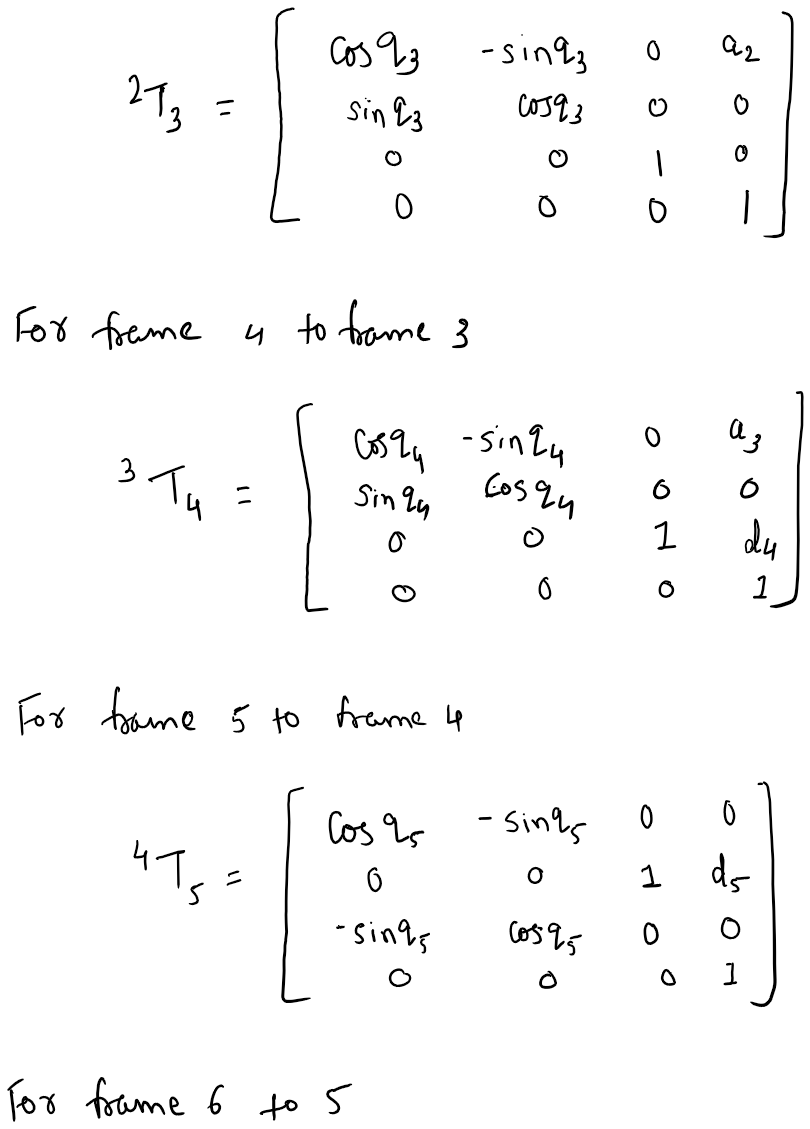 cos q₃ -sin q₃ 0 a₂
²T₃ = sin q₃ cos q₃ 0 0
0 0 1 0
0 0 0 1
For frame 4 to frame 3
cos q₄ -sin q₄ 0 a₃
³T₄ = sin q₄ cos q₄ 0 0
0 0 1 d₄
0 0 0 1
For frame 5 to frame 4
cos q₅ -sin q₅ 0 0
⁴T₅ = 0 0 1 d₅
-sin q₅ cos q₅ 0 0
0 0 0 1
For frame 6 to 5